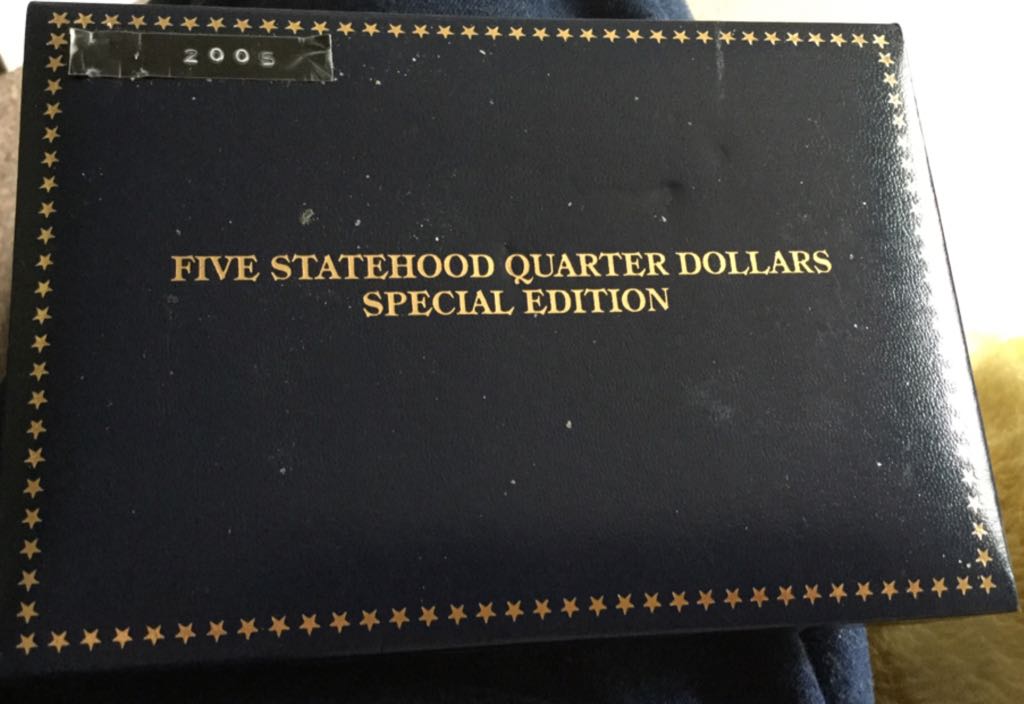 2005
FIVE STATEHOOD QUARTER DOLLARS
SPECIAL EDITION